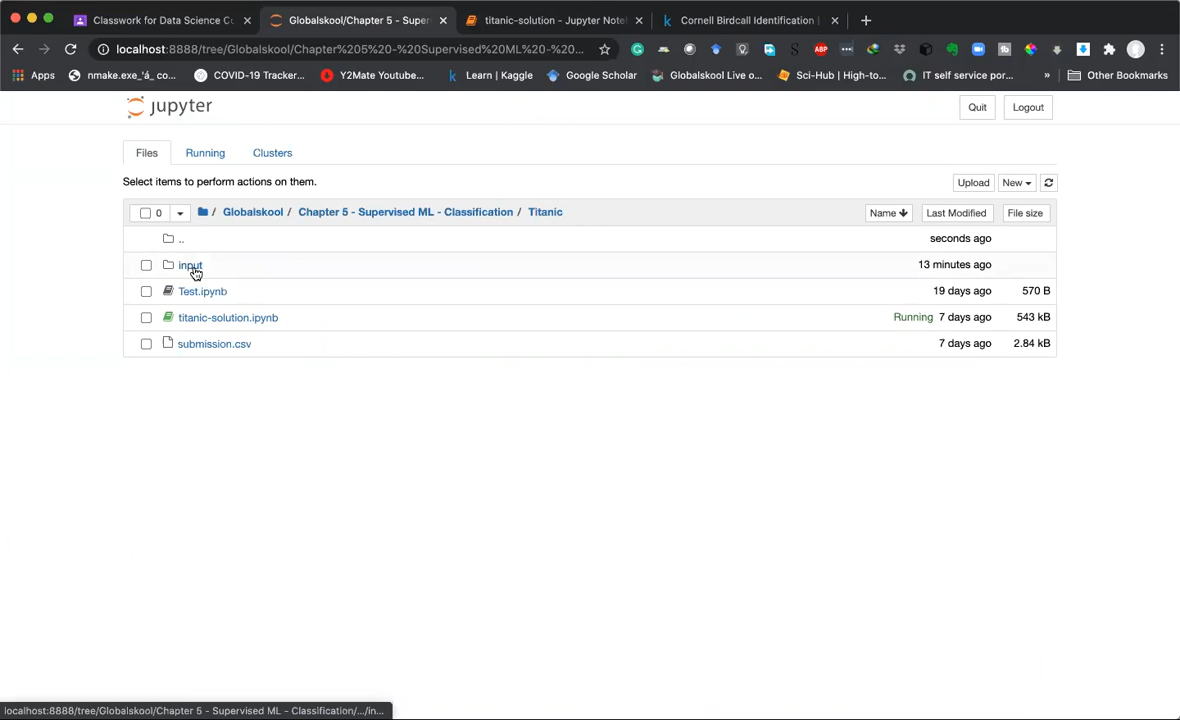 Classwork for Data Science Cu
Globalskool/Chapter 5 - Super
titanic-solution - Jupyter Note
Cornell Birdcall Identification |
localhost:8888/tree/Globalskool/Chapter%205%20-%20Supervised%20ML%20-%20...
Apps
nmake.exe_'á_ co...
COVID-19 Tracker...
Y2Mate Youtube...
Learn | Kaggle
Google Scholar
Globalskool Live o...
Sci-Hub | High-to...
IT self service por...
»
Other Bookmarks
jupyter
Quit
Logout
Files
Running
Clusters
Select items to perform actions on them.
Upload
New
0
/ Globalskool / Chapter 5 - Supervised ML - Classification / Titanic
Name
Last Modified
File size
..
seconds ago
input
13 minutes ago
Test.ipynb
19 days ago
570 B
titanic-solution.ipynb
Running 7 days ago
543 kB
submission.csv
7 days ago
2.84 kB
localhost:8888/tree/Globalskool/Chapter 5 - Supervised ML - Classification/.../in...